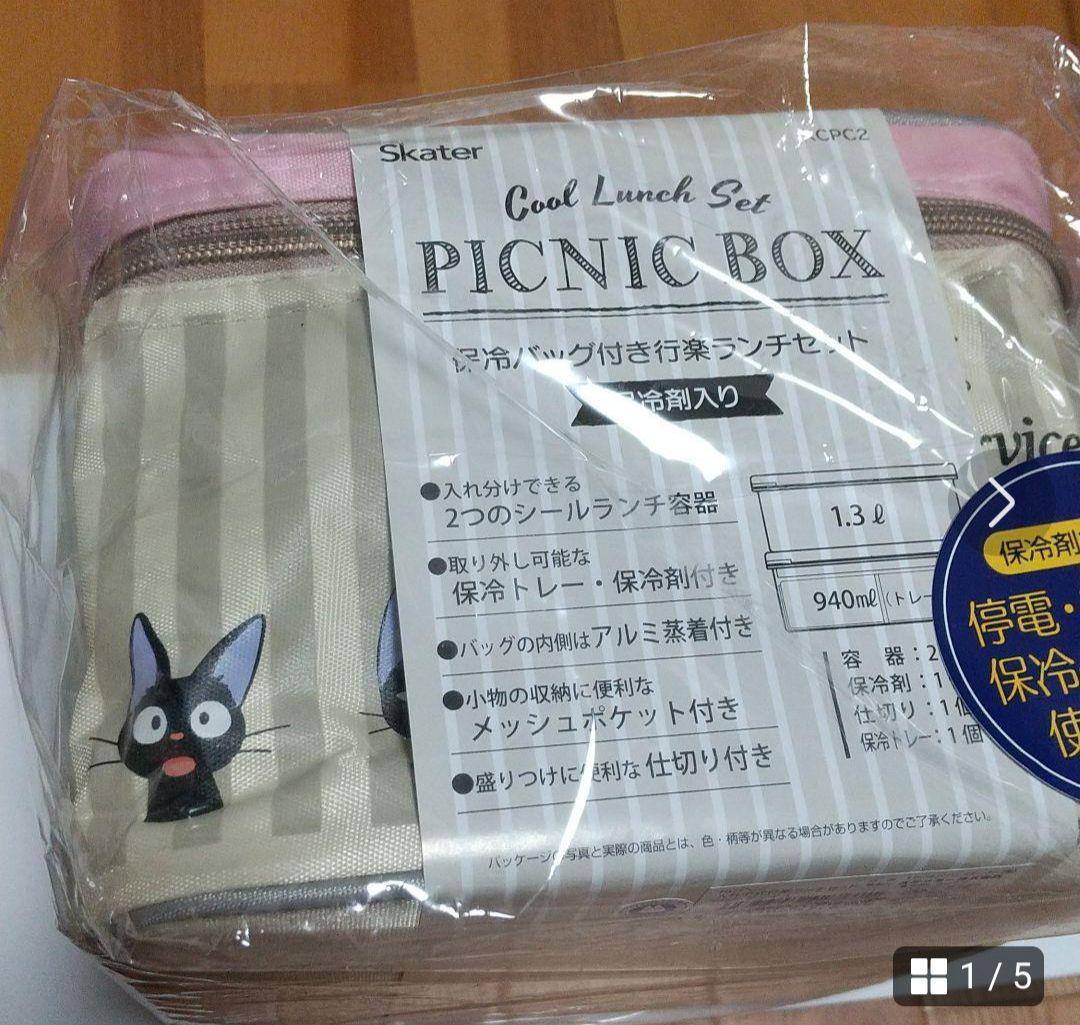 Skater
KCPC2
Cool Lunch Set
PICNIC BOX
保冷バッグ付き行楽ランチセット
保冷剤入り
●入れ分けできる
2つのシールランチ容器
●取り外し可能な
保冷トレー・保冷剤付き
●バッグの内側はアルミ蒸着付き
●小物の収納に便利な
メッシュポケット付き
●盛りつけに便利な仕切り付き
1.3ℓ
940mℓ
(トレー
容 器：2
保冷剤：1
仕切り：1個
保冷トレー：1個
パッケージの写真と実際の商品とは、色・柄等が異なる場合がありますのでご了承ください。
vice
保冷剤
停電・
保冷
使
1 / 5